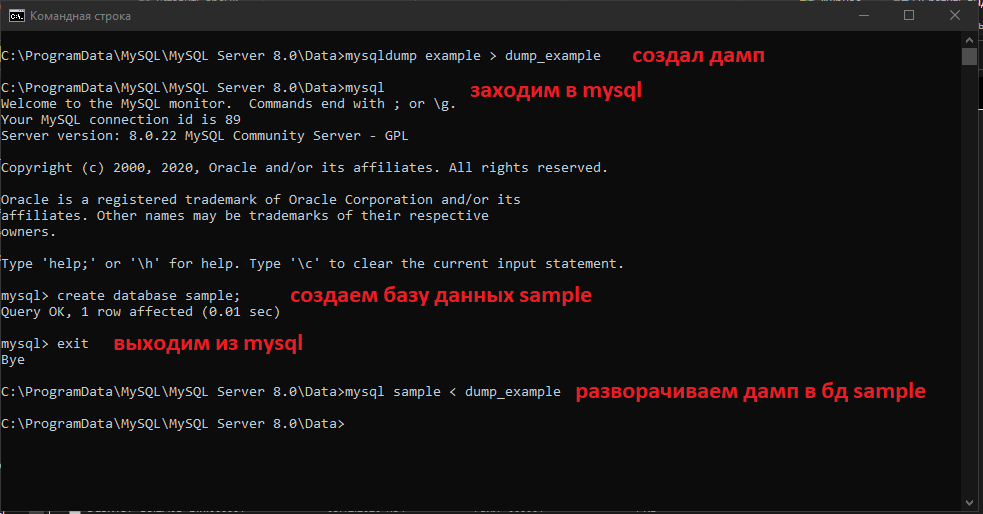 Командная строка
C:\ProgramData\MySQL\MySQL Server 8.0\Data>mysqldump example > dump_example создал дамп
C:\ProgramData\MySQL\MySQL Server 8.0\Data>mysql заходим в mysql
Welcome to the MySQL monitor.  Commands end with ; or \g.
Your MySQL connection id is 89
Server version: 8.0.22 MySQL Community Server - GPL
Copyright (c) 2000, 2020, Oracle and/or its affiliates. All rights reserved.
Oracle is a registered trademark of Oracle Corporation and/or its
affiliates. Other names may be trademarks of their respective
owners.
Type 'help;' or '\h' for help. Type '\c' to clear the current input statement.
mysql> create database sample; создаем базу данных sample
Query OK, 1 row affected (0.01 sec)
mysql> exit выходим из mysql
Bye
C:\ProgramData\MySQL\MySQL Server 8.0\Data>mysql sample < dump_example разворачиваем дамп в бд sample
C:\ProgramData\MySQL\MySQL Server 8.0\Data>